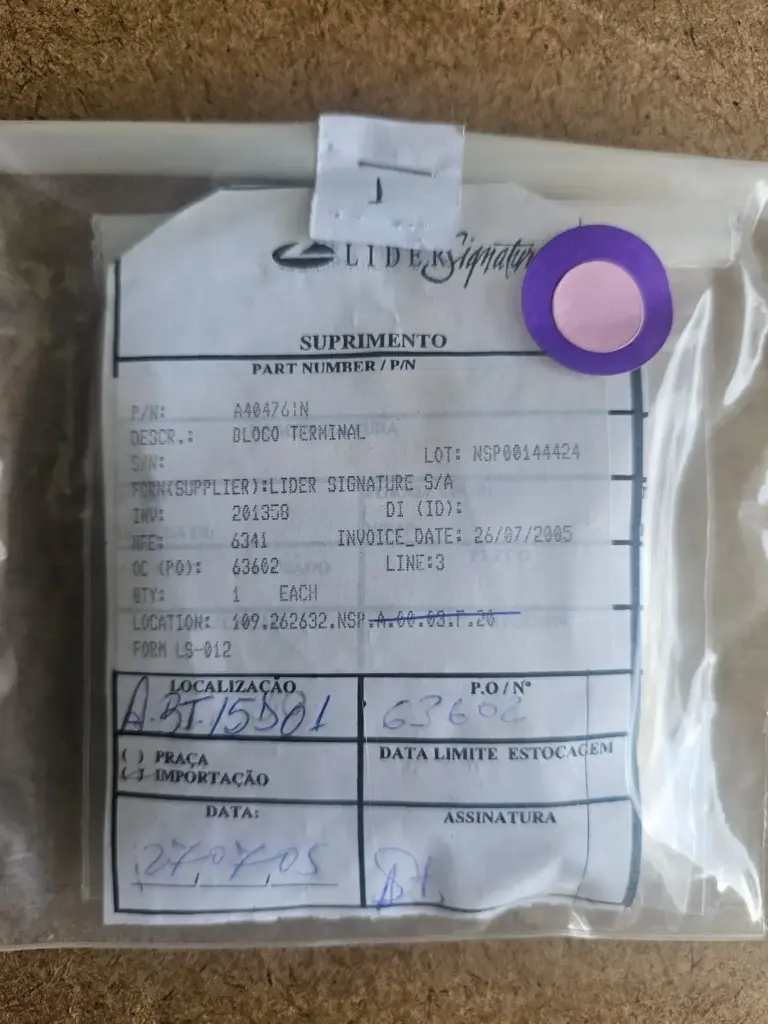 1
LIDER Signature
SUPRIMENTO
PART NUMBER / P/N
P/N: A404761N
DESCR.: BLOCO TERMINAL
S/N: LOT: NSP00144424
FORN(SUPPLIER):LIDER SIGNATURE S/A
INV: 201358 DI (ID):
NFE: 6341 INVOICE_DATE: 26/07/2005
OC (PO): 63602 LINE:3
QTY: 1 EACH
LOCATION: 109.262632.NSP.A.00.03.F.20
FORM LS-012
LOCALIZAÇÃO P.O / Nº
A.BT.15D01 63602
( ) PRAÇA DATA LIMITE ESTOCAGEM
( ) IMPORTAÇÃO
DATA: ASSINATURA
27/07/05